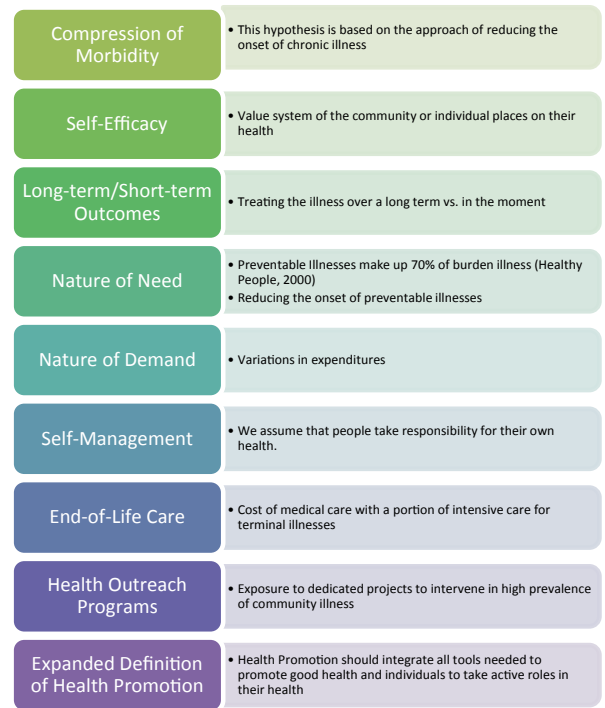 Compression of
Morbidity
• This hypothesis is based on the approach of reducing the
onset of chronic illness
Self-Efficacy
• Value system of the community or individual places on their
health
Long-term/Short-term
Outcomes
• Treating the illness over a long term vs. in the moment
Nature of Need
• Preventable Illnesses make up 70% of burden illness (Healthy
People, 2000)
• Reducing the onset of preventable illnesses
Nature of Demand
• Variations in expenditures
Self-Management
• We assume that people take responsibility for their own
health.
End-of-Life Care
• Cost of medical care with a portion of intensive care for
terminal illnesses
Health Outreach
Programs
• Exposure to dedicated projects to intervene in high prevalence
of community illness
Expanded Definition
of Health Promotion
• Health Promotion should integrate all tools needed to
promote good health and individuals to take active roles in
their health